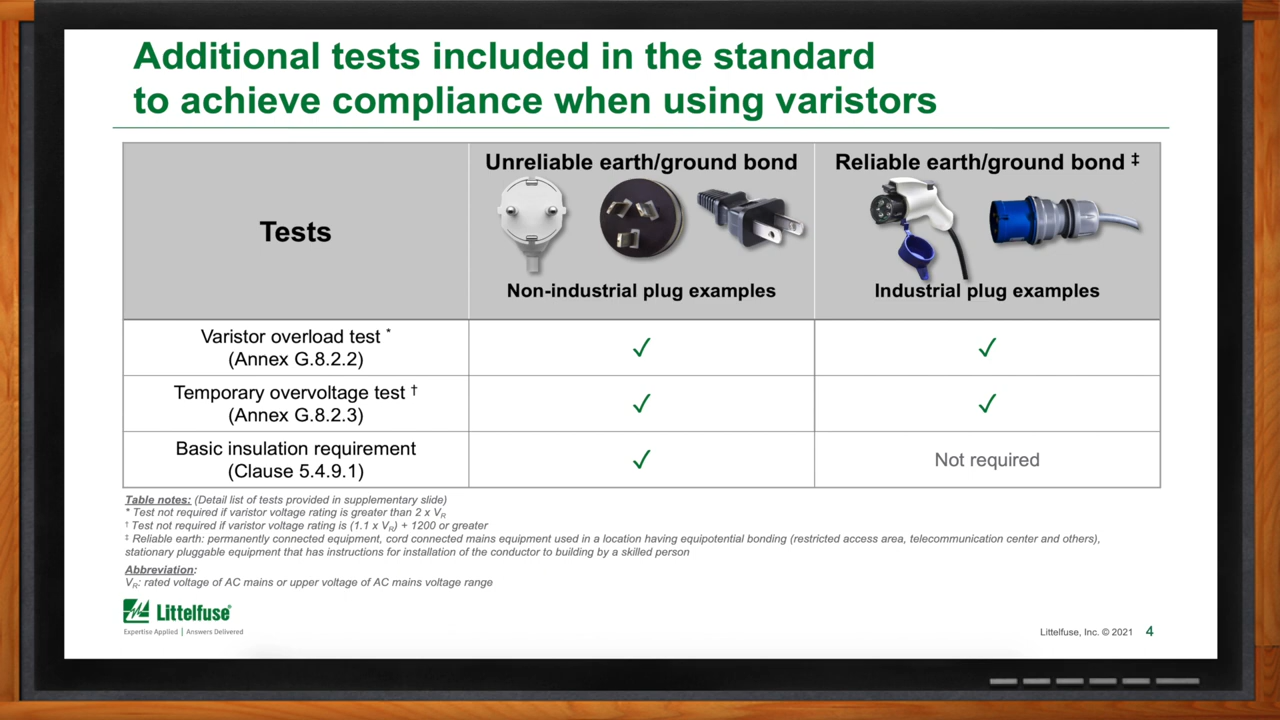 Additional tests included in the standard
to achieve compliance when using varistors
Tests
Unreliable earth/ground bond
Non-industrial plug examples
Reliable earth/ground bond ‡
Industrial plug examples
Varistor overload test *
(Annex G.8.2.2)
✓
✓
Temporary overvoltage test †
(Annex G.8.2.3)
✓
✓
Basic insulation requirement
(Clause 5.4.9.1)
✓
Not required
Table notes: (Detail list of tests provided in supplementary slide)
* Test not required if varistor voltage rating is greater than 2 x VR
† Test not required if varistor voltage rating is (1.1 x VR) + 1200 or greater
‡ Reliable earth: permanently connected equipment, cord connected mains equipment used in a location having equipotential bonding (restricted access area, telecommunication center and others),
stationary pluggable equipment that has instructions for installation of the conductor to building by a skilled person
Abbreviation:
VR: rated voltage of AC mains or upper voltage of AC mains voltage range
Littelfuse®
Expertise Applied | Answers Delivered
Littelfuse, Inc. © 2021 4